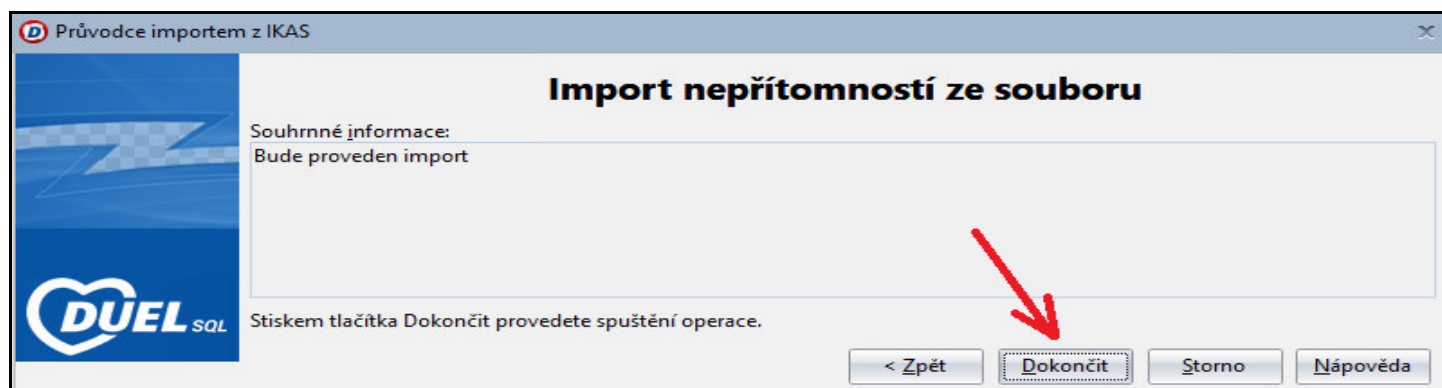 D Průvodce importem z IKAS
Import nepřítomností ze souboru
Souhrnné informace:
Bude proveden import
DUEL SQL
Stiskem tlačítka Dokončit provedete spuštění operace.
< Zpět Dokončit Storno Nápověda